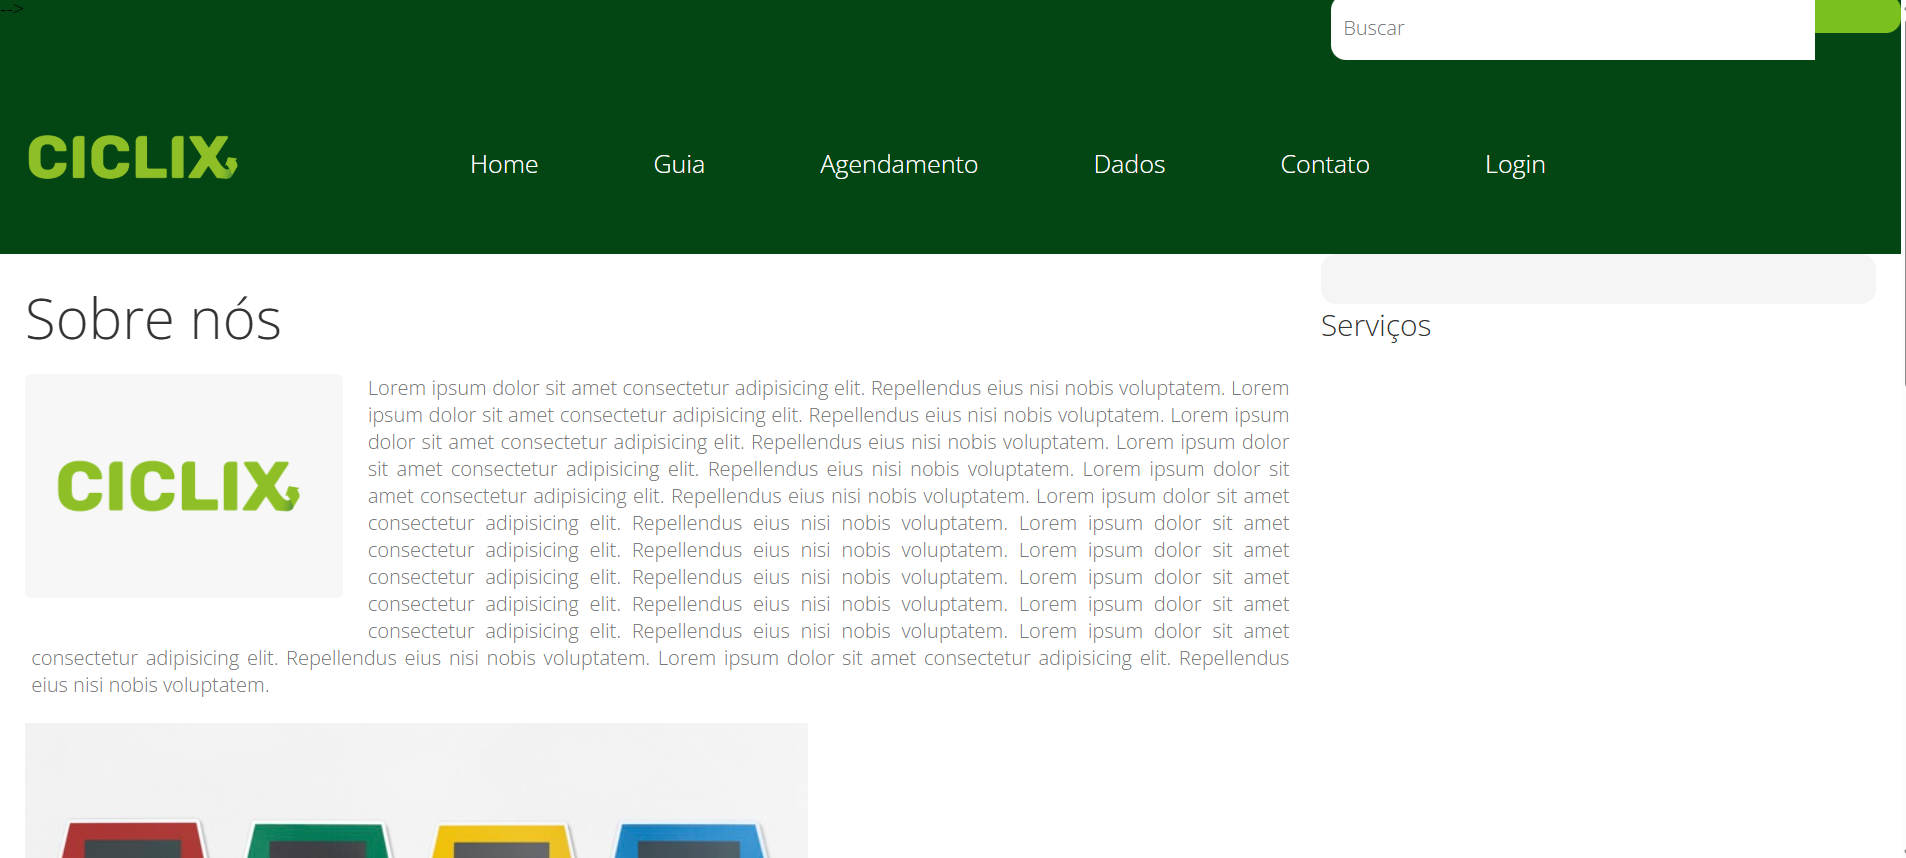 -->
Buscar
CICLIX
Home
Guia
Agendamento
Dados
Contato
Login
Sobre nós
Serviços
CICLIX
Lorem ipsum dolor sit amet consectetur adipisicing elit. Repellendus eius nisi nobis voluptatem. Lorem
ipsum dolor sit amet consectetur adipisicing elit. Repellendus eius nisi nobis voluptatem. Lorem ipsum
dolor sit amet consectetur adipisicing elit. Repellendus eius nisi nobis voluptatem. Lorem ipsum dolor
sit amet consectetur adipisicing elit. Repellendus eius nisi nobis voluptatem. Lorem ipsum dolor sit
amet consectetur adipisicing elit. Repellendus eius nisi nobis voluptatem. Lorem ipsum dolor sit amet
consectetur adipisicing elit. Repellendus eius nisi nobis voluptatem. Lorem ipsum dolor sit amet
consectetur adipisicing elit. Repellendus eius nisi nobis voluptatem. Lorem ipsum dolor sit amet
consectetur adipisicing elit. Repellendus eius nisi nobis voluptatem. Lorem ipsum dolor sit amet
consectetur adipisicing elit. Repellendus eius nisi nobis voluptatem. Lorem ipsum dolor sit amet
consectetur adipisicing elit. Repellendus eius nisi nobis voluptatem. Lorem ipsum dolor sit amet
consectetur adipisicing elit. Repellendus eius nisi nobis voluptatem. Lorem ipsum dolor sit amet consectetur adipisicing elit. Repellendus
eius nisi nobis voluptatem.